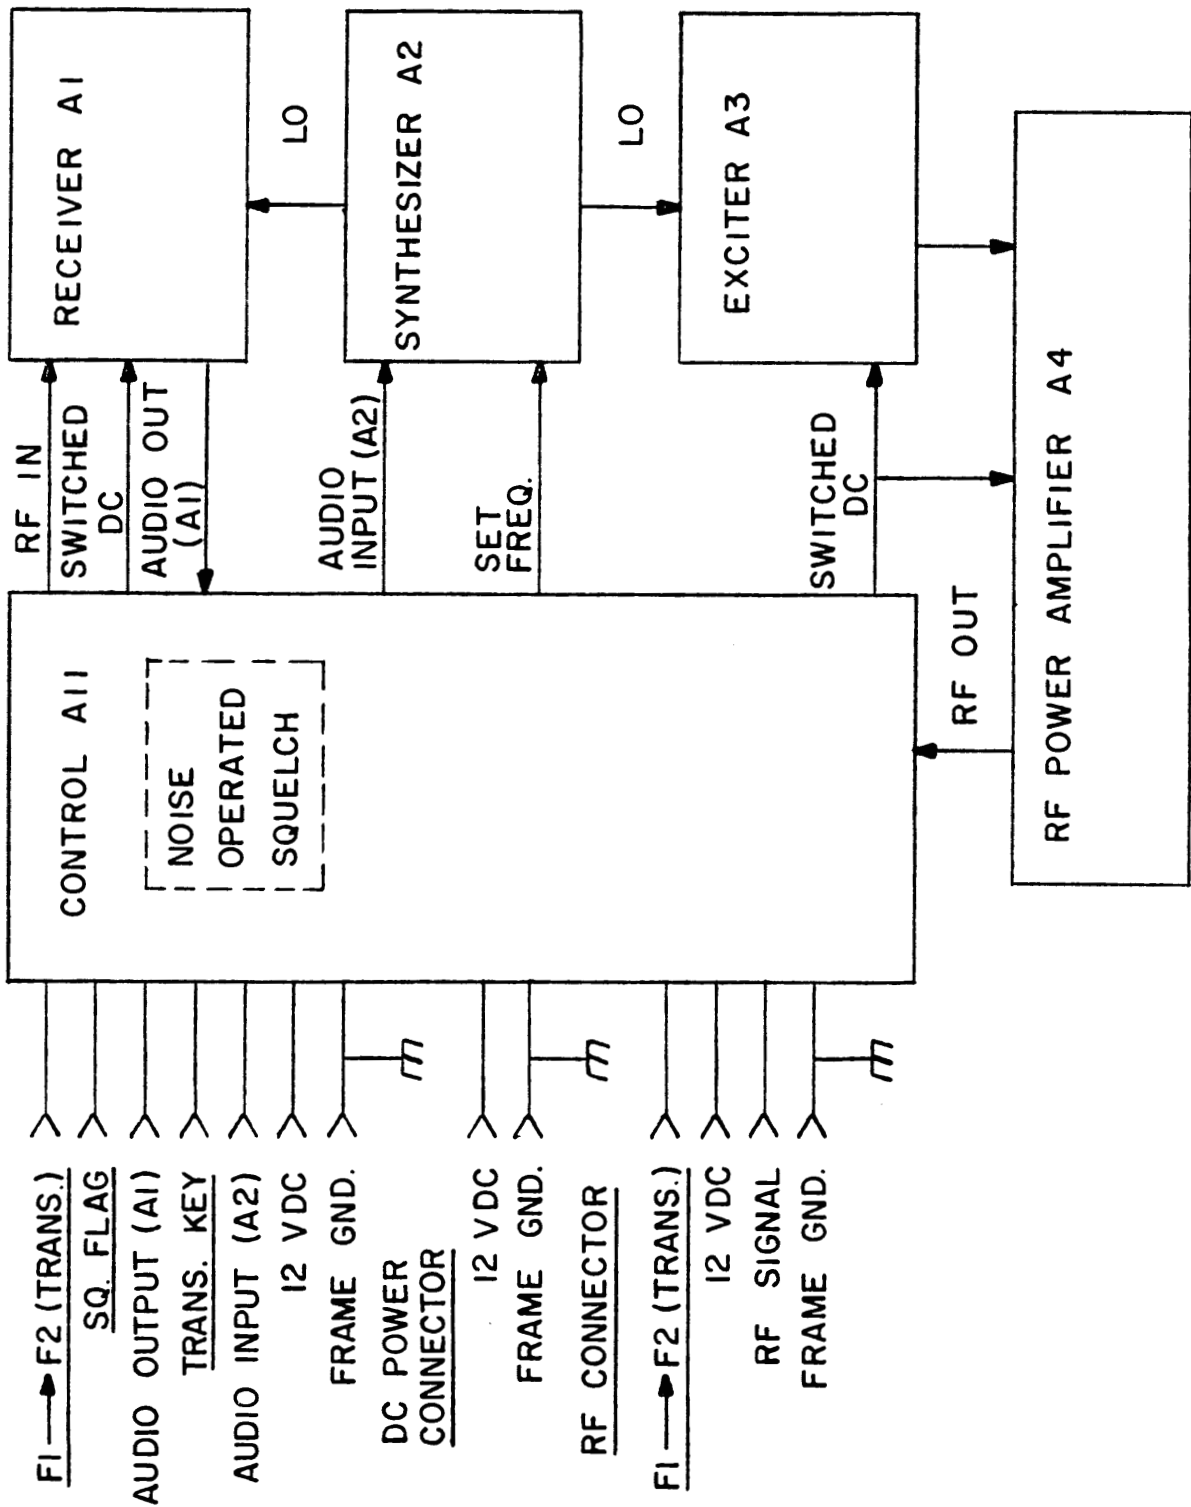 F1 → F2 (TRANS.)
SQ. FLAG
AUDIO OUTPUT (A1)
TRANS. KEY
AUDIO INPUT (A2)
12 VDC
FRAME GND.
DC POWER
CONNECTOR
12 VDC
FRAME GND.
RF CONNECTOR
F1 → F2 (TRANS.)
12 VDC
RF SIGNAL
FRAME GND.
CONTROL A11
NOISE
OPERATED
SQUELCH
RF IN
SWITCHED
DC
AUDIO OUT
(A1)
AUDIO
INPUT (A2)
SET
FREQ.
SWITCHED
DC
RF OUT
RECEIVER A1
LO
SYNTHESIZER A2
LO
EXCITER A3
RF POWER AMPLIFIER A4